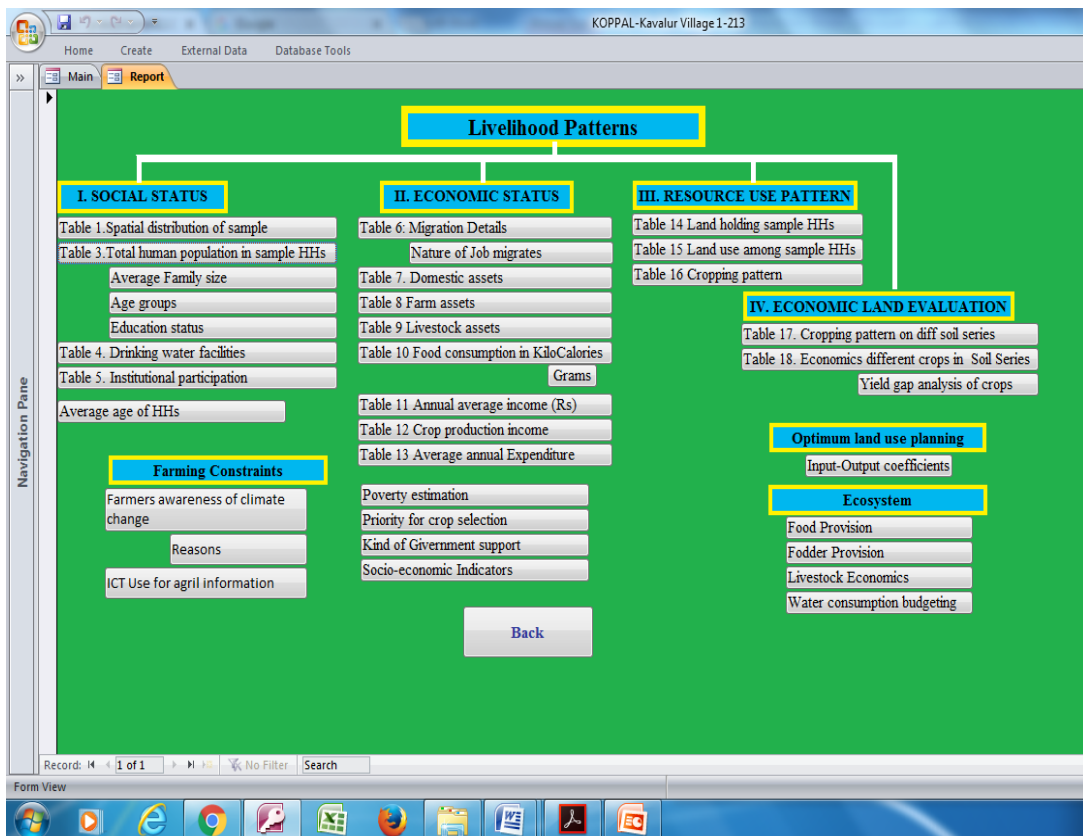 KOPPAL-Kavalur Village 1-213
Home Create External Data Database Tools
Main Report
Navigation Pane
Livelihood Patterns
I. SOCIAL STATUS
Table 1.Spatial distribution of sample
Table 3.Total human population in sample HHs
Average Family size
Age groups
Education status
Table 4. Drinking water facilities
Table 5. Institutional participation
Average age of HHs
Farming Constraints
Farmers awareness of climate
change
Reasons
ICT Use for agril information
II. ECONOMIC STATUS
Table 6: Migration Details
Nature of Job migrates
Table 7. Domestic assets
Table 8 Farm assets
Table 9 Livestock assets
Table 10 Food consumption in KiloCalories
Grams
Table 11 Annual average income (Rs)
Table 12 Crop production income
Table 13 Average annual Expenditure
Poverty estimation
Priority for crop selection
Kind of Givernment support
Socio-economic Indicators
Back
III. RESOURCE USE PATTERN
Table 14 Land holding sample HHs
Table 15 Land use among sample HHs
Table 16 Cropping pattern
IV. ECONOMIC LAND EVALUATION
Table 17. Cropping pattern on diff soil series
Table 18. Economics different crops in Soil Series
Yield gap analysis of crops
Optimum land use planning
Input-Output coefficients
Ecosystem
Food Provision
Fodder Provision
Livestock Economics
Water consumption budgeting
Record: 1 of 1 No Filter Search
Form View